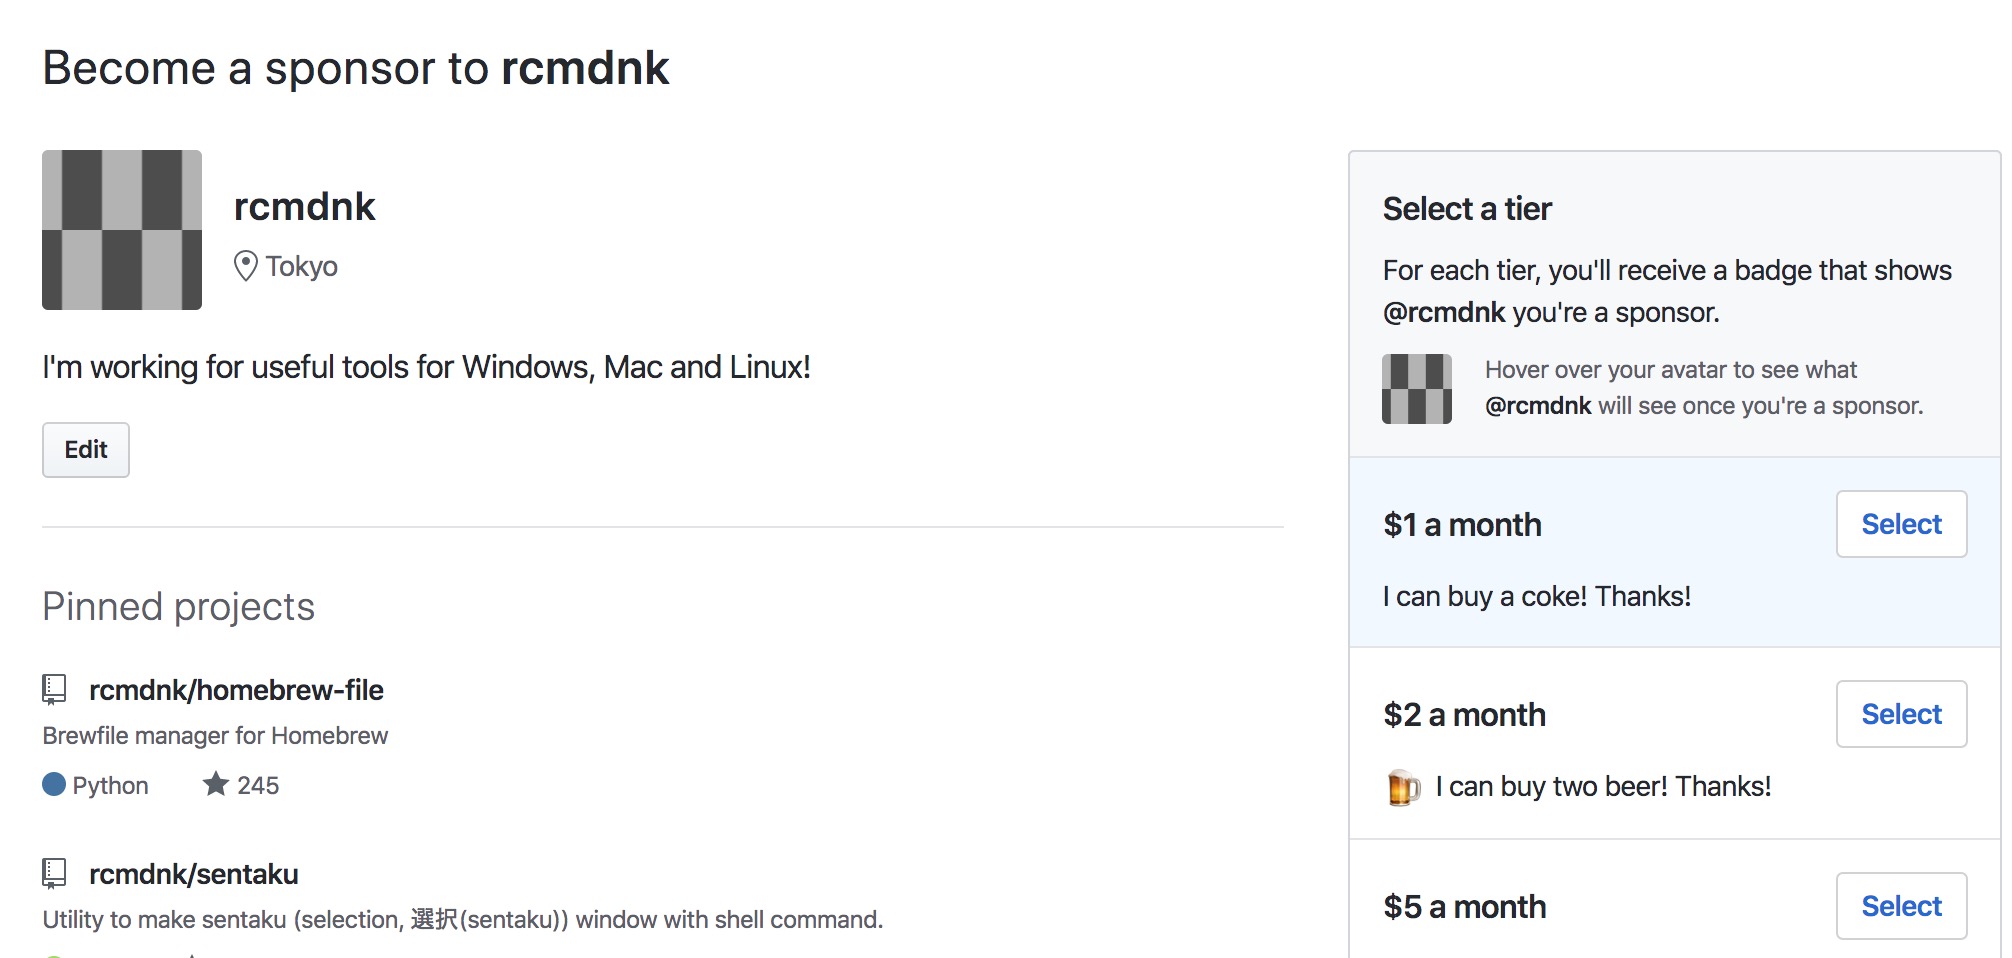 Become a sponsor to rcmdnk
rcmdnk
Tokyo
I'm working for useful tools for Windows, Mac and Linux!
Edit
Pinned projects
rcmdnk/homebrew-file
Brewfile manager for Homebrew
Python 245
rcmdnk/sentaku
Utility to make sentaku (selection, 選択(sentaku)) window with shell command.
Select a tier
For each tier, you'll receive a badge that shows
@rcmdnk you're a sponsor.
Hover over your avatar to see what
@rcmdnk will see once you're a sponsor.
$1 a month
Select
I can buy a coke! Thanks!
$2 a month
Select
I can buy two beer! Thanks!
$5 a month
Select